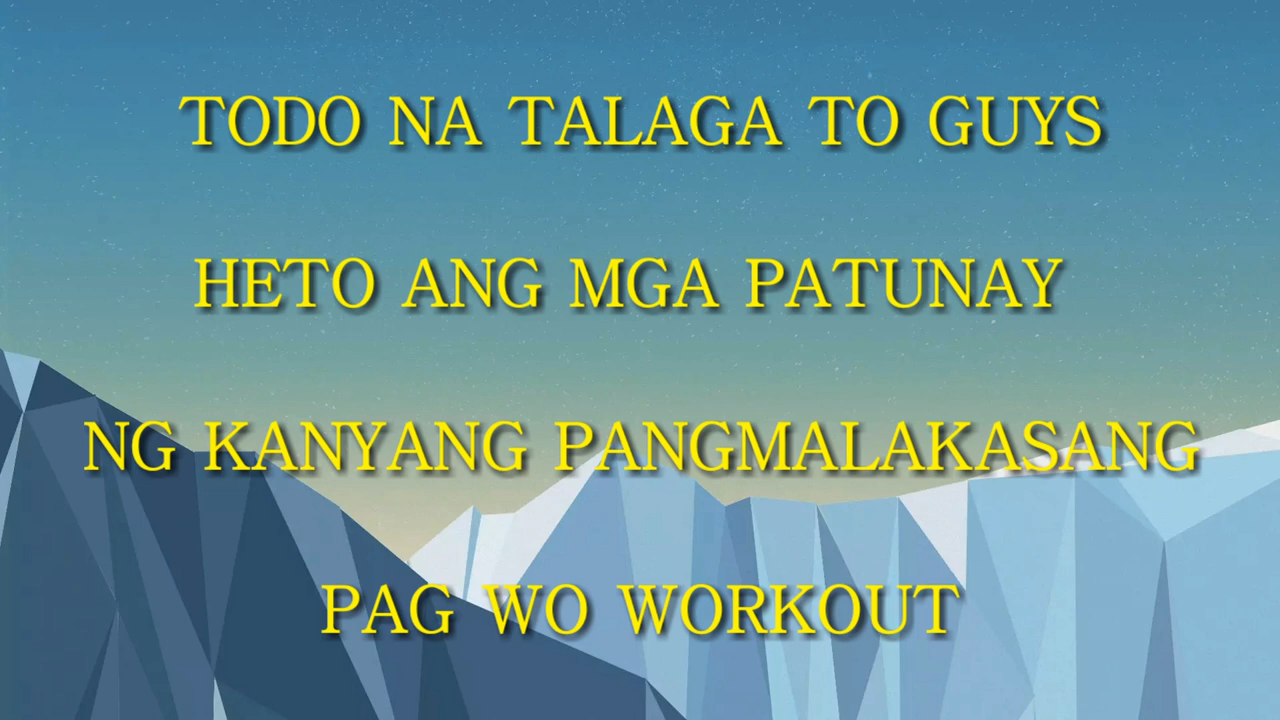 TODO NA TALAGA TO GUYS
HETO ANG MGA PATUNAY
NG KANYANG PANGMALAKASANG
PAG WO WORKOUT